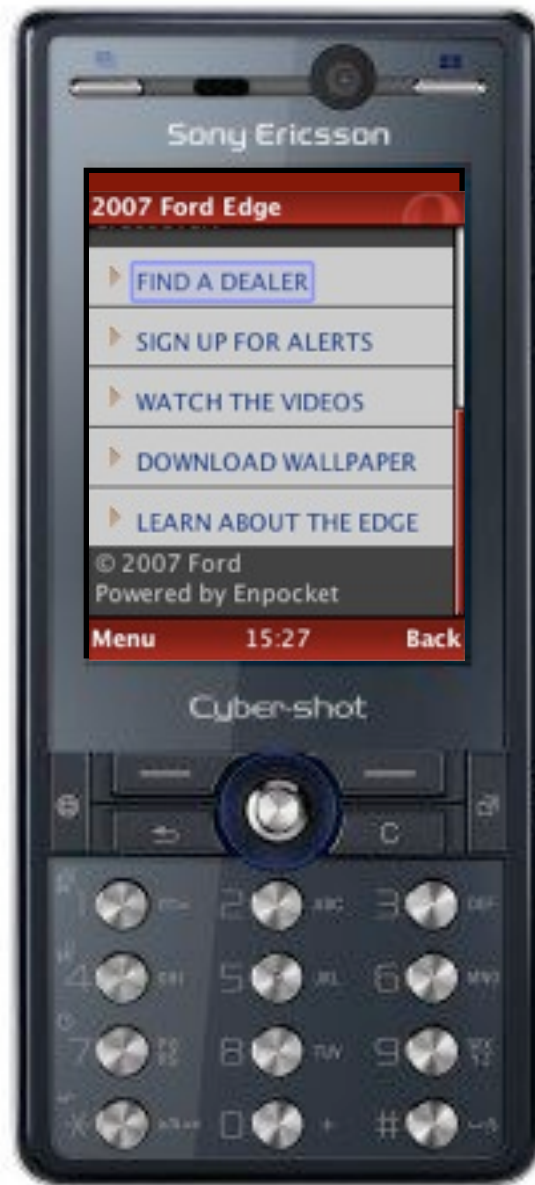 Sony Ericsson
2007 Ford Edge
FIND A DEALER
SIGN UP FOR ALERTS
WATCH THE VIDEOS
DOWNLOAD WALLPAPER
LEARN ABOUT THE EDGE
© 2007 Ford
Powered by Enpocket
Menu 15:27 Back
Cyber-shot
C
1 2 ABC 3 DEF
4 GHI 5 JKL 6 MNO
7 8 TUV 9
* 0 + #